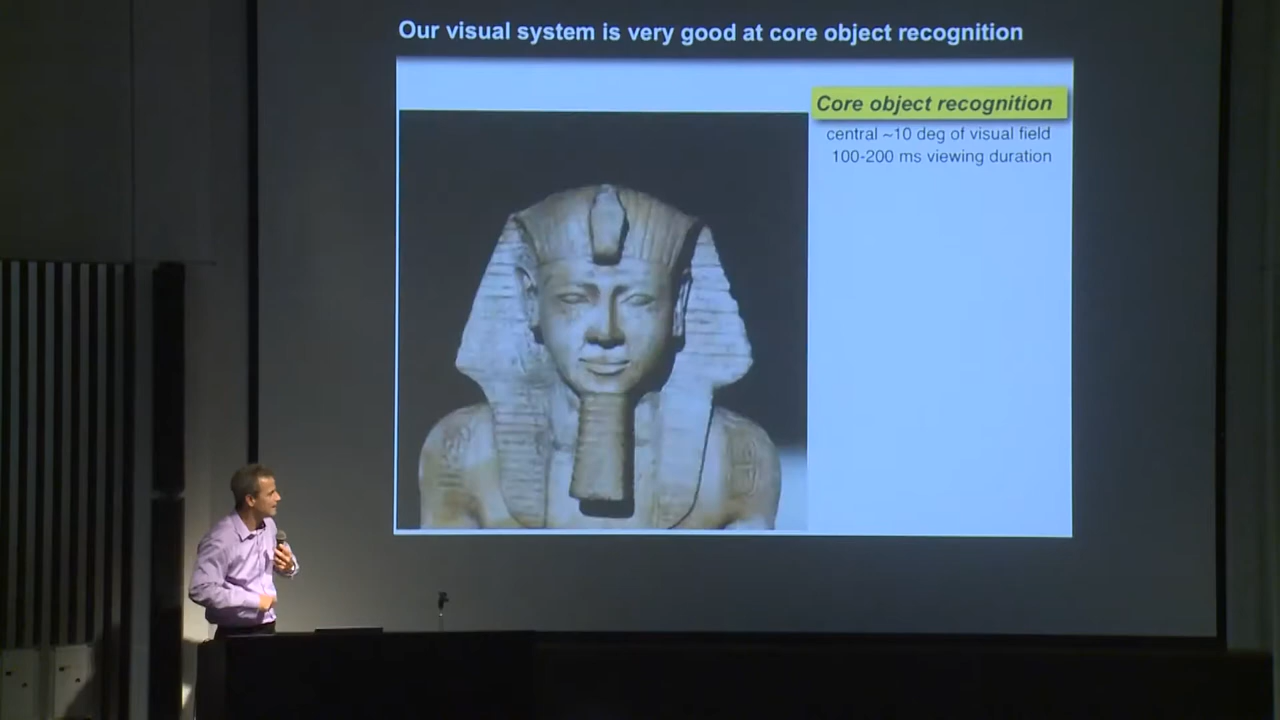 Our visual system is very good at core object recognition
Core object recognition
central ~10 deg of visual field
100-200 ms viewing duration